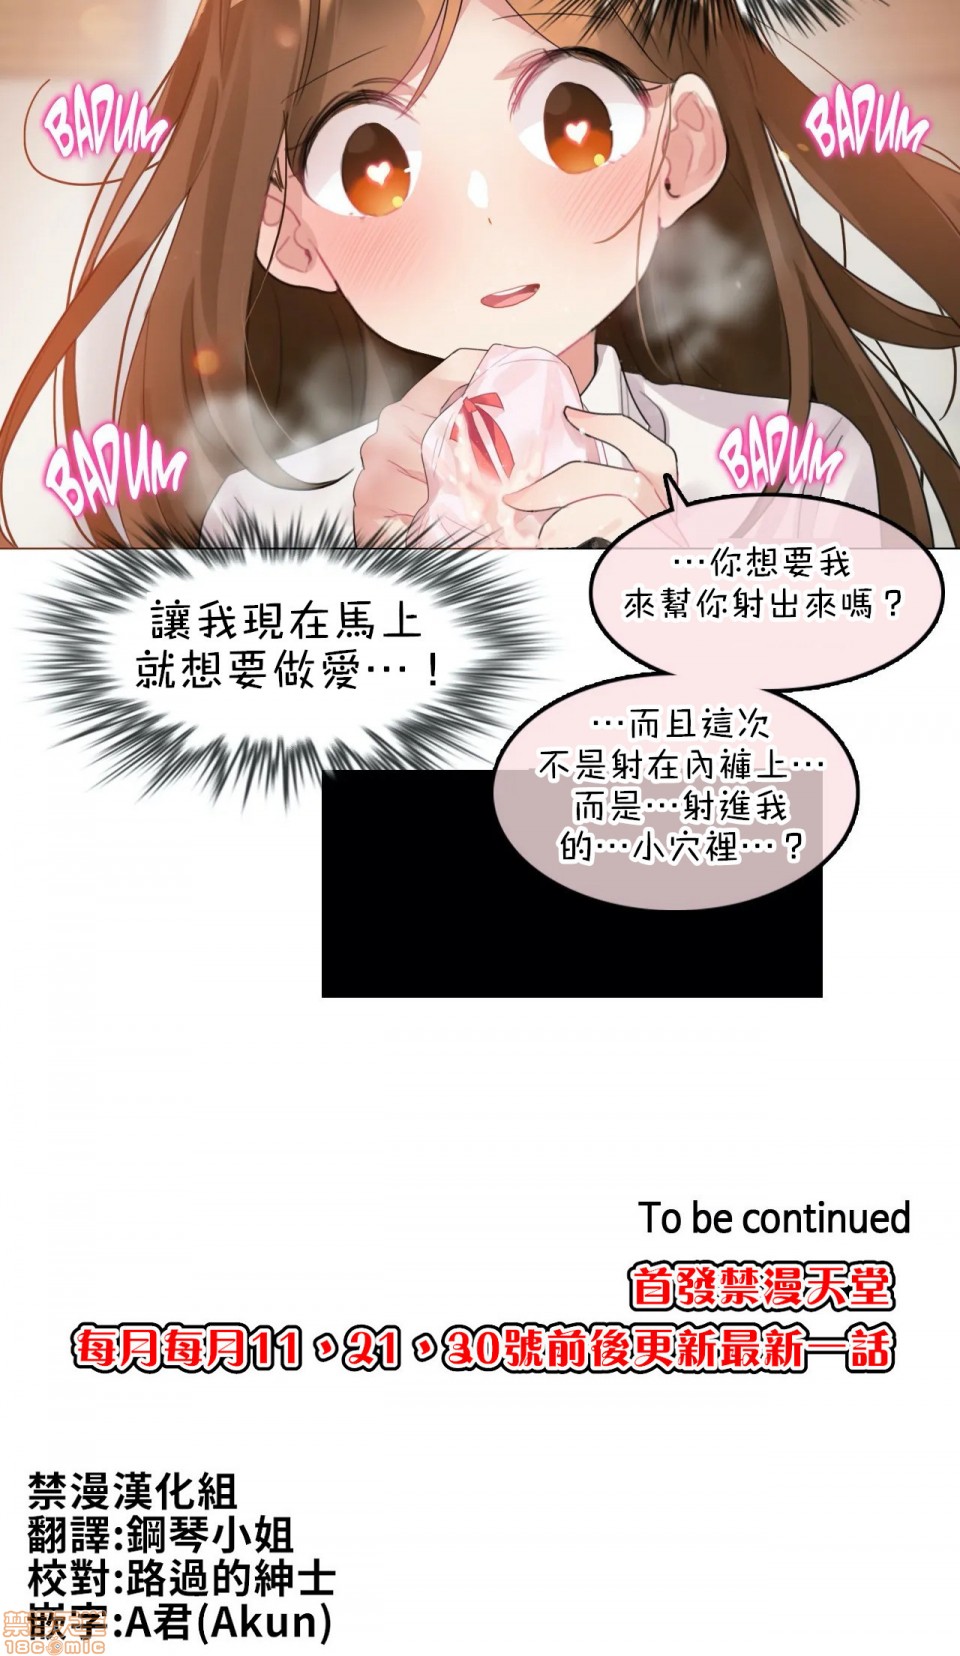 BADUM
BADUM
BADUM
BADUM
…你想要我
來幫你射出來嗎？
讓我現在馬上
就想要做愛…！
…而且這次
不是射在內褲上…
而是…射進我
的…小穴裡…？
To be continued
首發禁漫天堂
每月每月11，21，30號前後更新最新一話
禁漫漢化組
翻譯:鋼琴小姐
校對:路過的紳士
嵌字:A君(Akun)
禁漫天堂
18comic